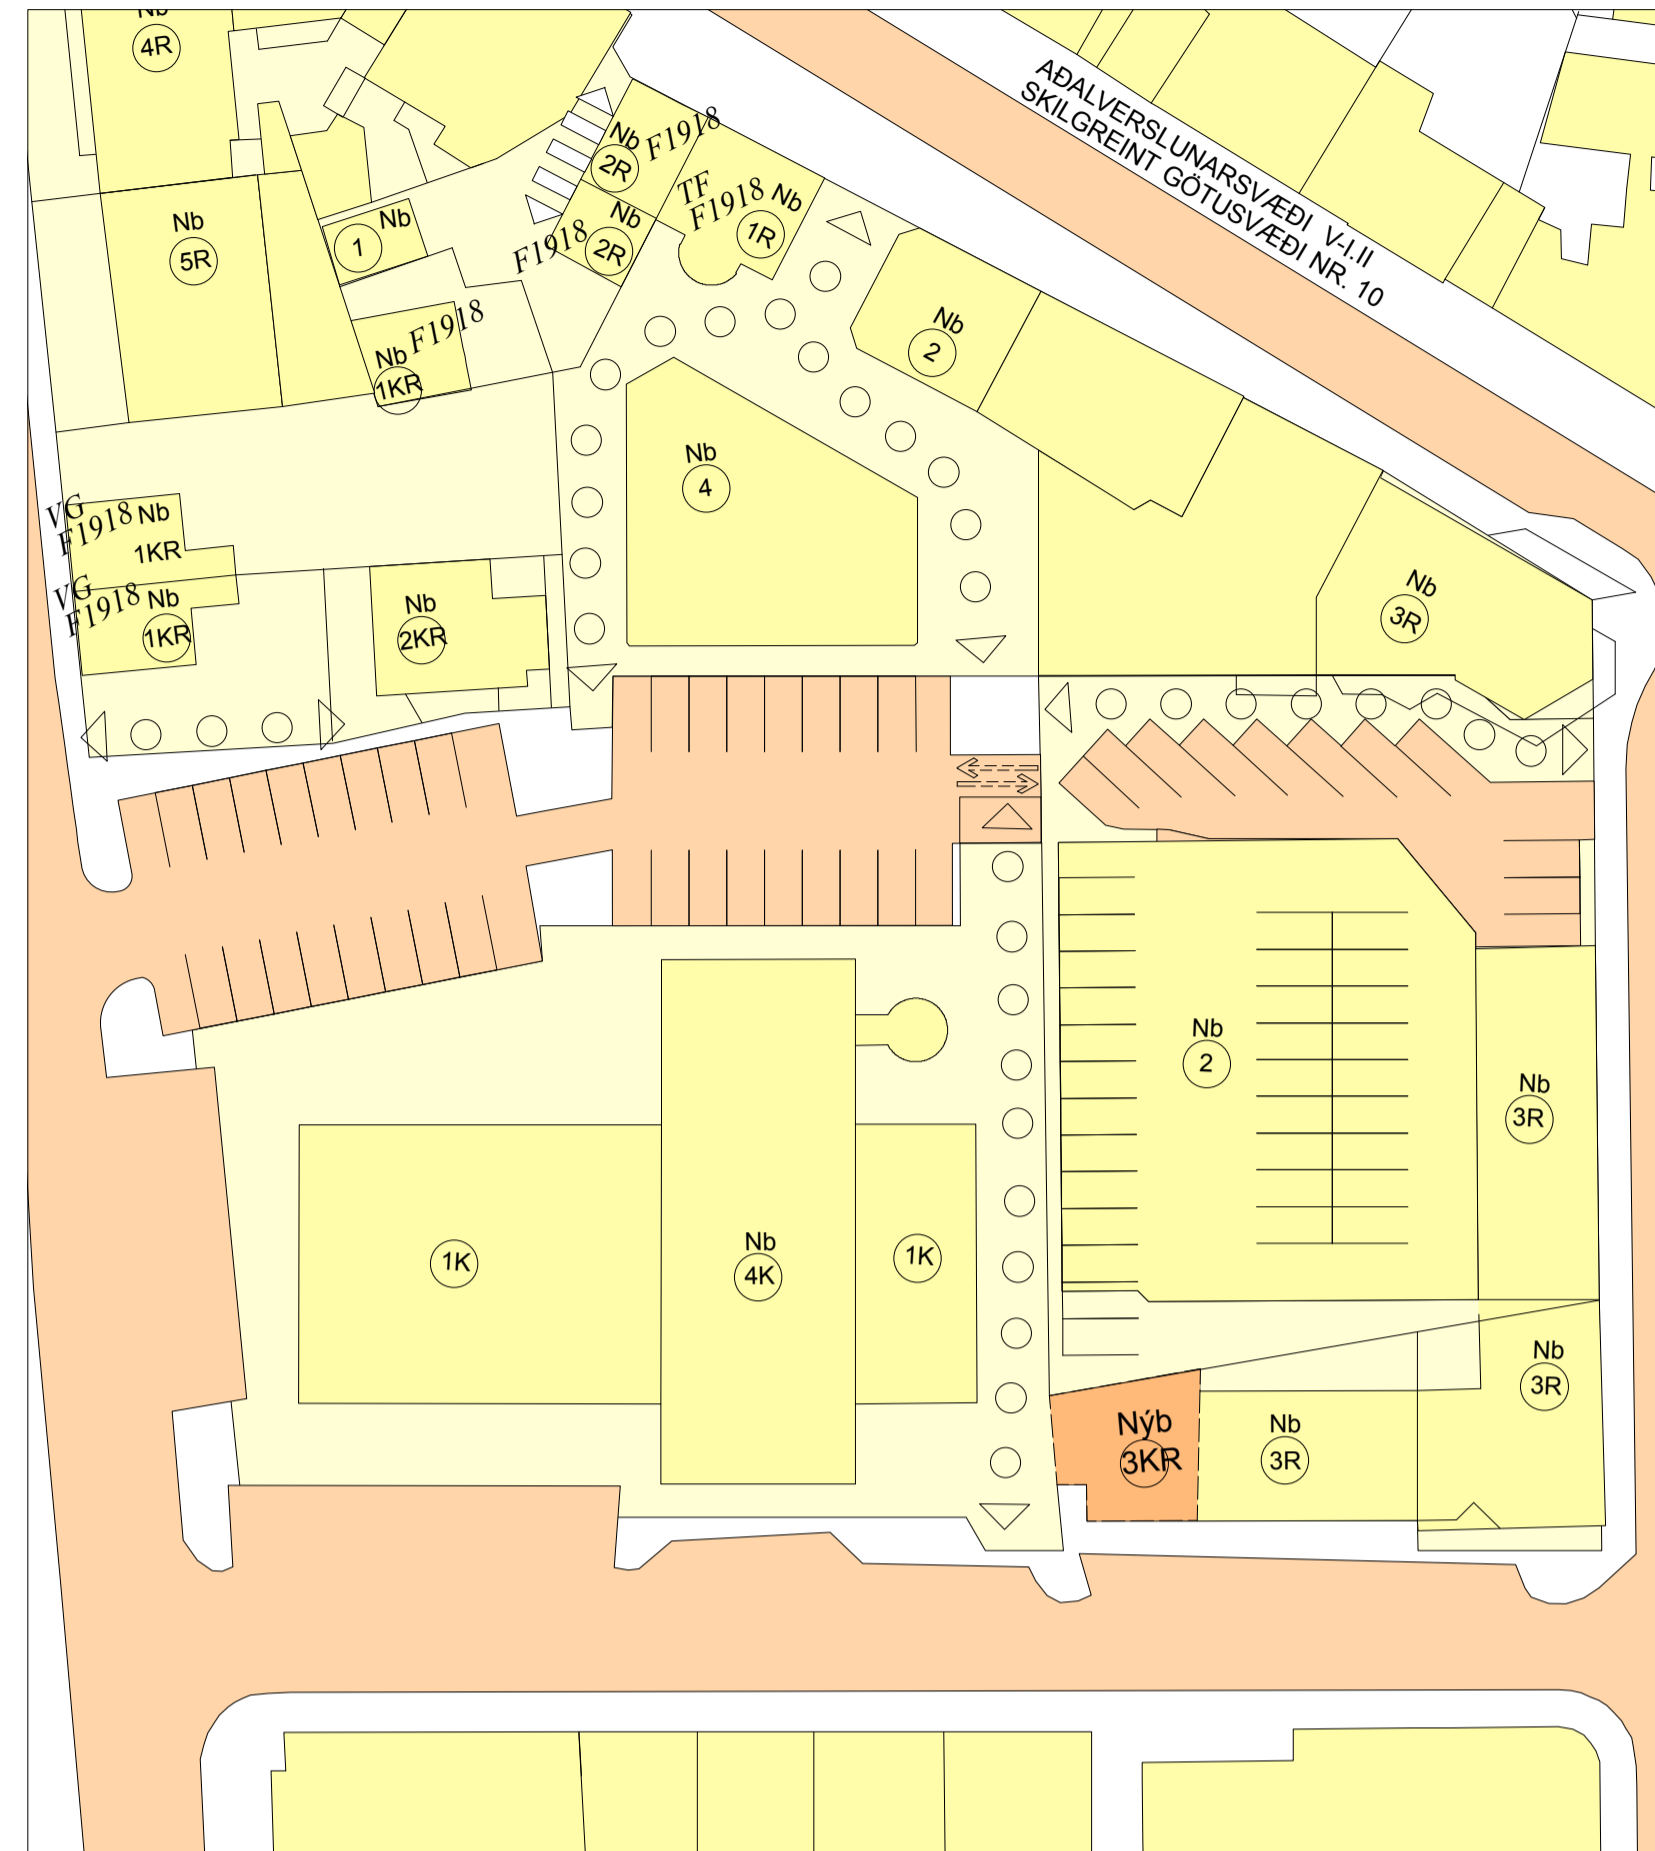 Nb
4R
AÐALVERSLUNARSVÆÐI V-I.II
SKILGREINT GÖTUSVÆÐI NR. 10
Nb
2R
F1918
TF
F1918
Nb
1R
Nb
5R
Nb
1
Nb
2R
F1918
F1918
Nb
1KR
Nb
2
Nb
4
VG
F1918
Nb
1KR
VG
F1918
Nb
1KR
Nb
2KR
Nb
3R
Nb
2
Nb
3R
1K
Nb
4K
1K
Nb
3R
Nýb
3KR
Nb
3R